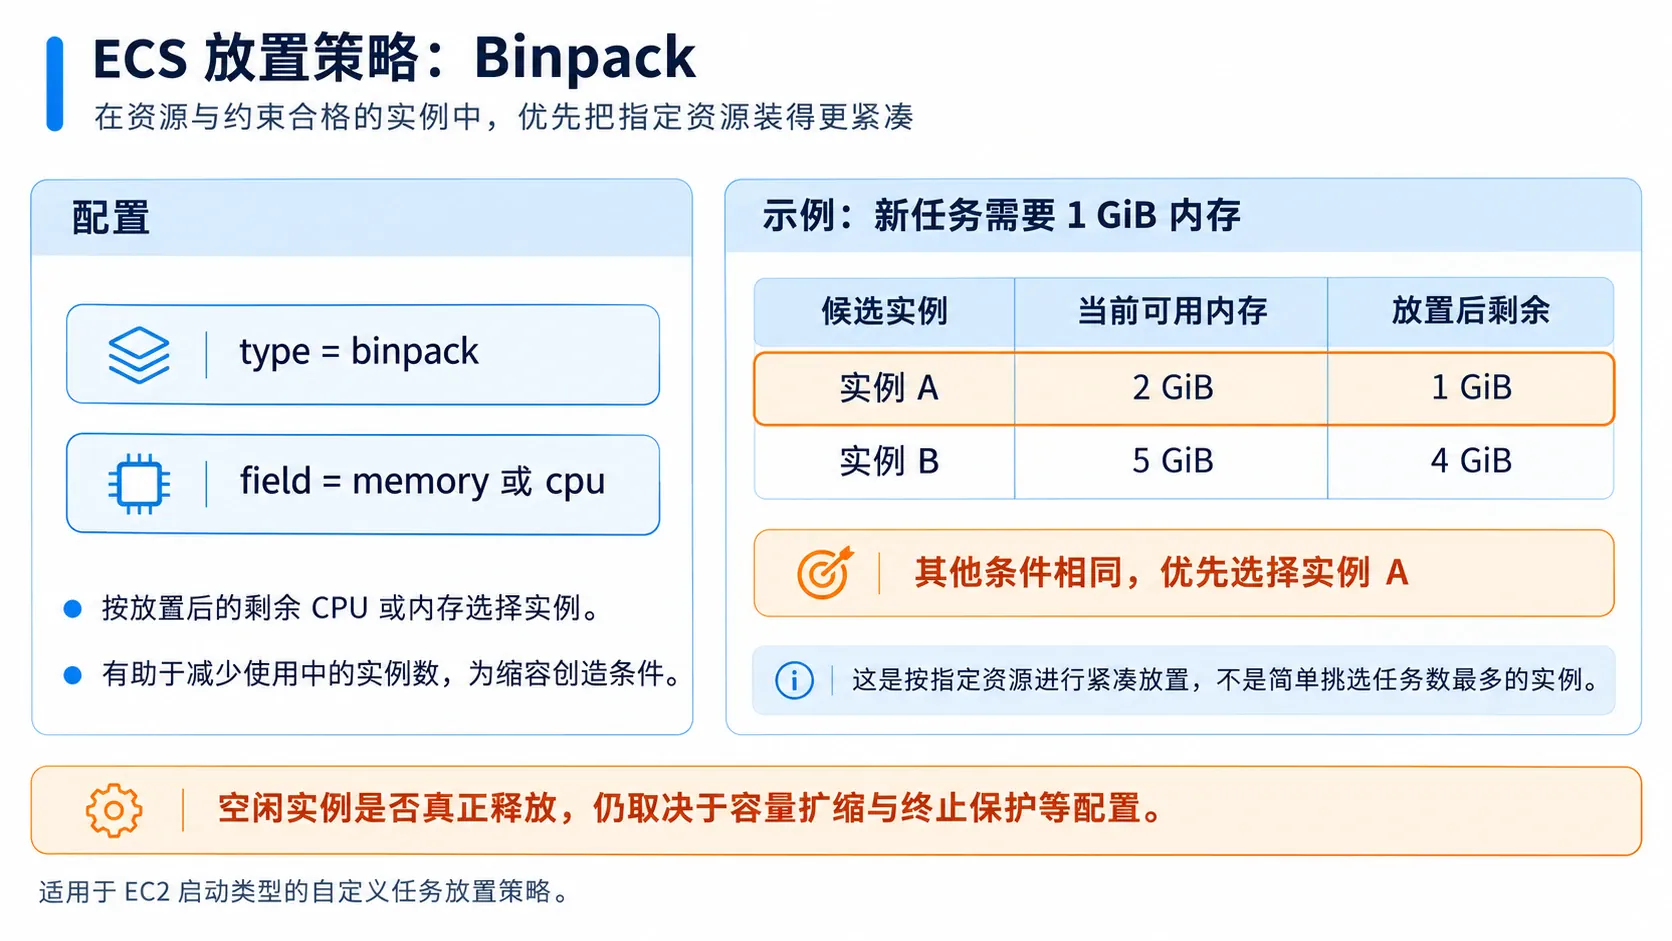 ECS 放置策略：Binpack
在资源与约束合格的实例中，优先把指定资源装得更紧凑
配置
type = binpack
field = memory 或 cpu
按放置后的剩余 CPU 或内存选择实例。
有助于减少使用中的实例数，为缩容创造条件。
示例：新任务需要 1 GiB 内存
候选实例 当前可用内存 放置后剩余
实例 A 2 GiB 1 GiB
实例 B 5 GiB 4 GiB
其他条件相同，优先选择实例 A
这是按指定资源进行紧凑放置，不是简单挑选任务数最多的实例。
空闲实例是否真正释放，仍取决于容量扩缩与终止保护等配置。
适用于 EC2 启动类型的自定义任务放置策略。